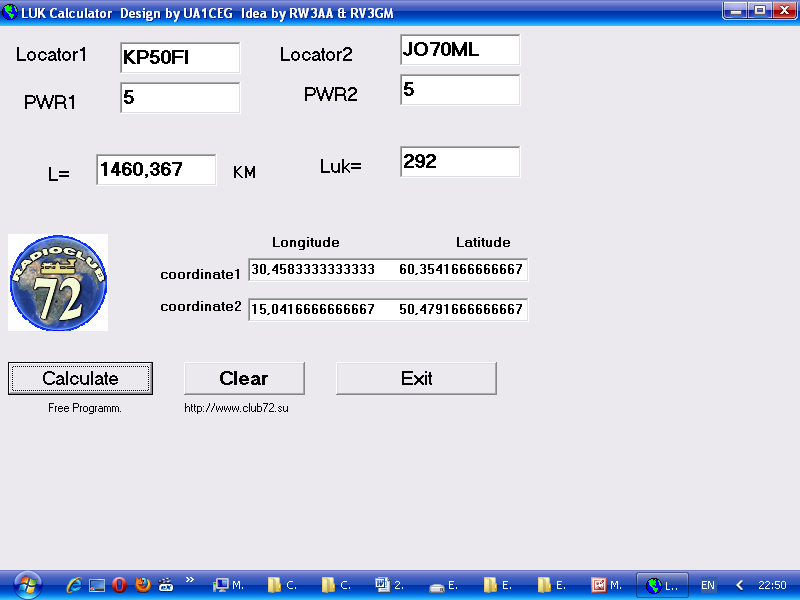 LUK Calculator Design by UA1CEG Idea by RW3AA & RV3GM
Locator1 KP50FI Locator2 JO70ML
PWR1 5 PWR2 5
L= 1460,367 KM Luk= 292
Longitude Latitude
coordinate1 30,4583333333333 60,3541666666667
coordinate2 15,0416666666667 50,4791666666667
RADIOCLUB
72
Calculate Clear Exit
Free Programm. http://www.club72.su
» M. C. C. 2. E. E. E. M. L.. EN 22:50